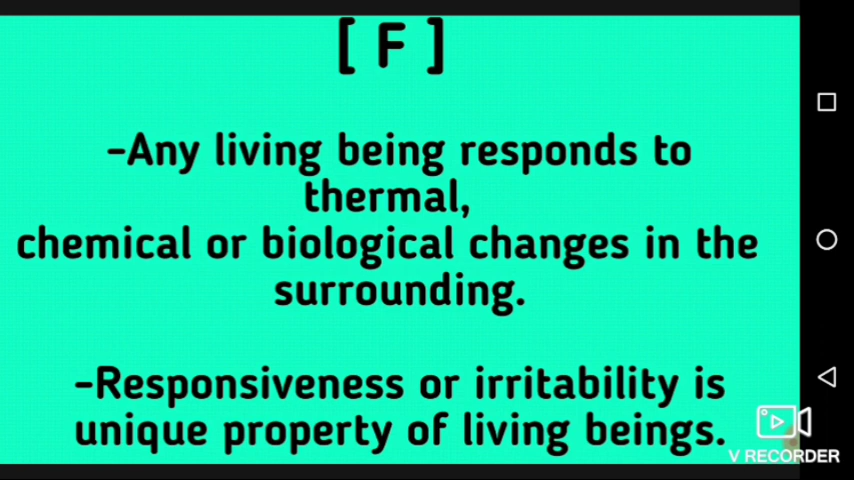 [ F ]
-Any living being responds to
thermal,
chemical or biological changes in the
surrounding.
-Responsiveness or irritability is
unique property of living beings.
V RECORDER